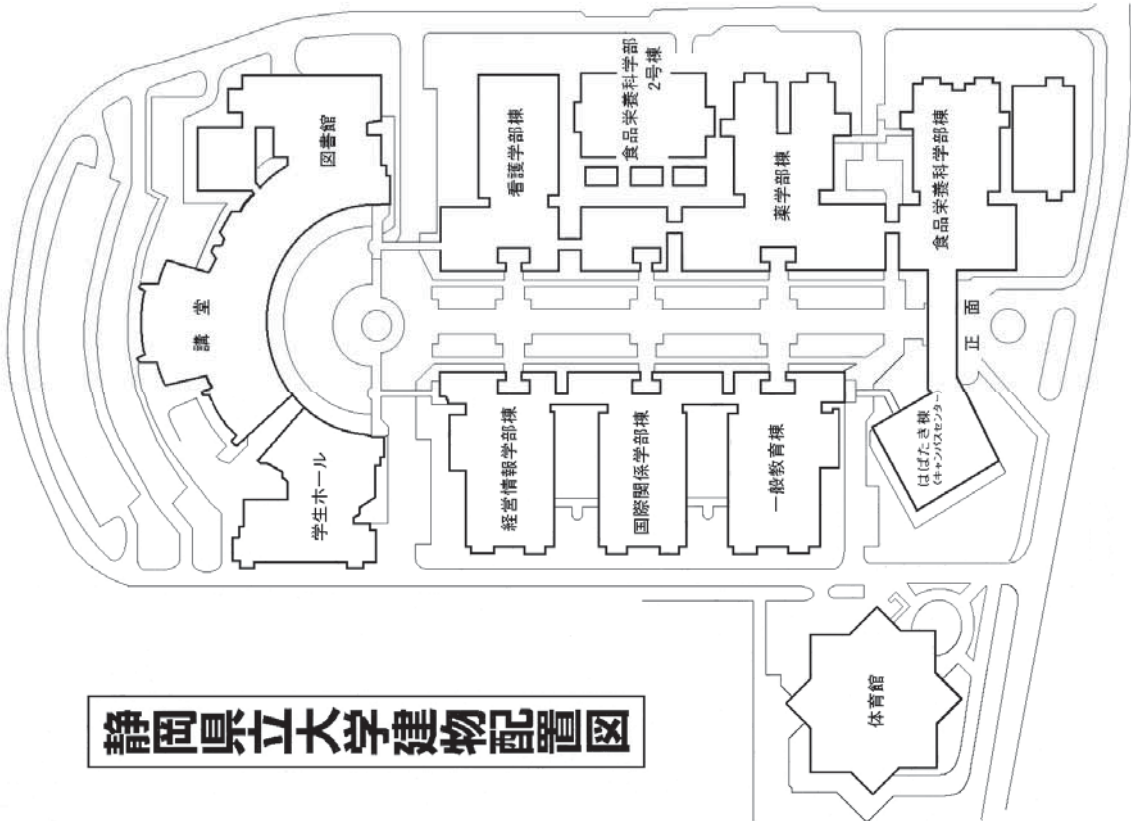 静岡県立大学建物配置図
図書館
講堂
学生ホール
看護学部棟
食品栄養科学部
2号棟
薬学部棟
食品栄養科学部棟
経営情報学部棟
国際関係学部棟
一般教育棟
正面
はばたき棟
(キャンパスセンター)
体育館